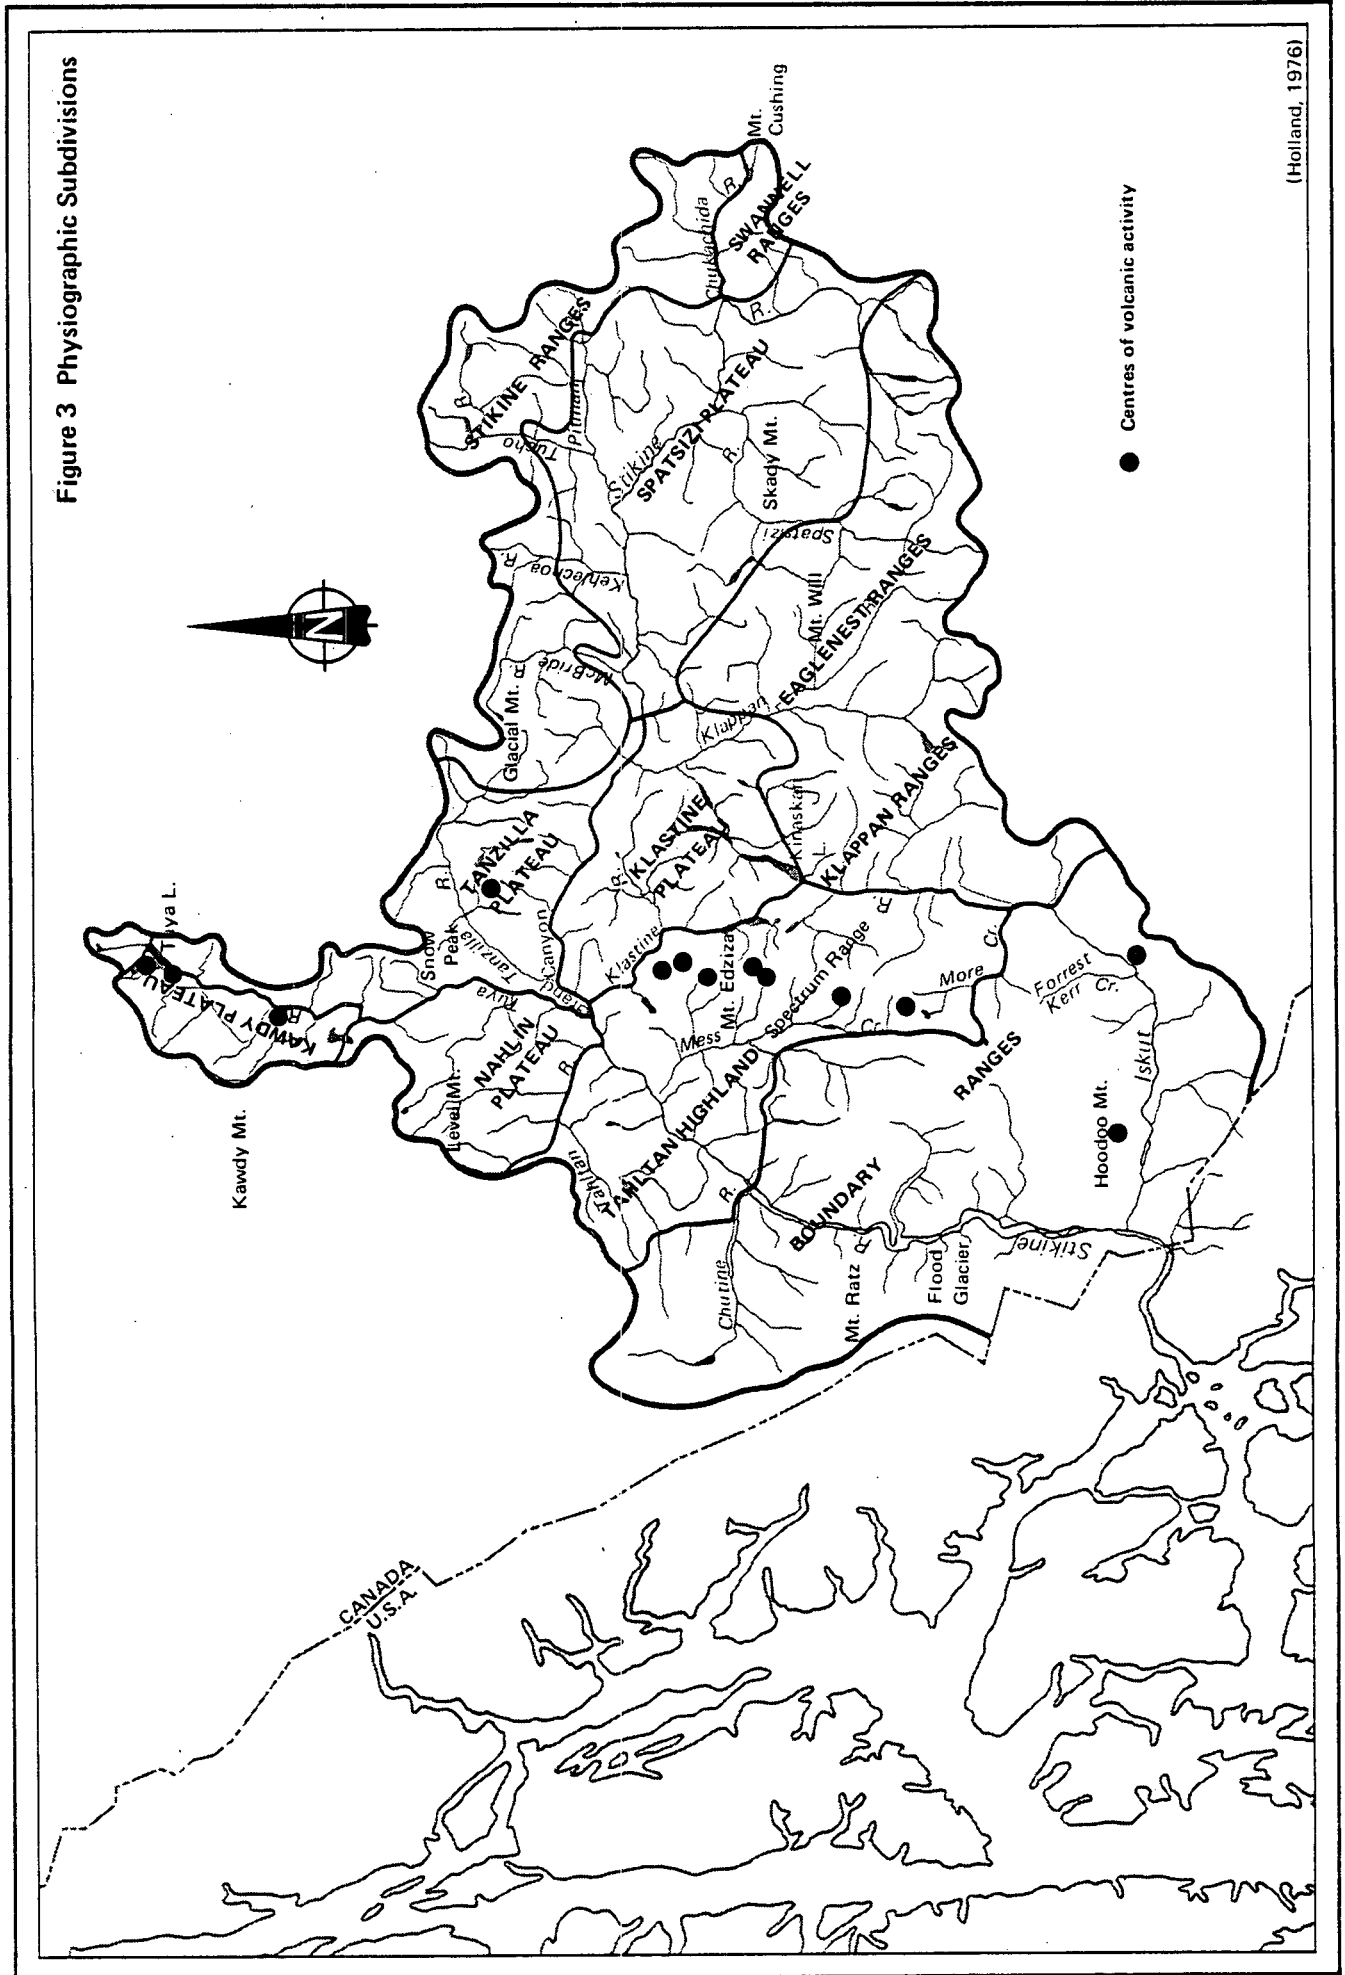 Figure 3 Physiographic Subdivisions
N
Kawdy Mt.
KAWDY PLATEAU
R.
Tuya L.
Level Mt.
NAHLIN
PLATEAU
R.
Tuya
Snow
Peak
Tanzilla
R.
TANZILLA
PLATEAU
Grand
Canyon
Glacial Mt.
McBride
R.
Kehlechoa
R.
Tucho
R.
STIKINE RANGES
Pitman
Stikine
SPATSIZI PLATEAU
R.
R.
Skady Mt.
Chukachida
R.
SWANNELL
RANGES
Mt.
Cushing
Spatsizi
Mt. Will
EAGLENEST RANGES
Klappan
KLASTINE
PLATEAU
Klastine
R.
Kinaskan
L.
KLAPPAN RANGES
R.
Tahltan
TAHLTAN HIGHLAND
R.
Mess
Cr.
Mt. Edziza
Spectrum Range
More
Cr.
Chutine
BOUNDARY
RANGES
Mt. Ratz
R.
Flood
Glacier
Stikine
Forrest
Kerr
Cr.
Iskut
Hoodoo Mt.
CANADA
U.S.A.
Centres of volcanic activity
(Holland, 1976)